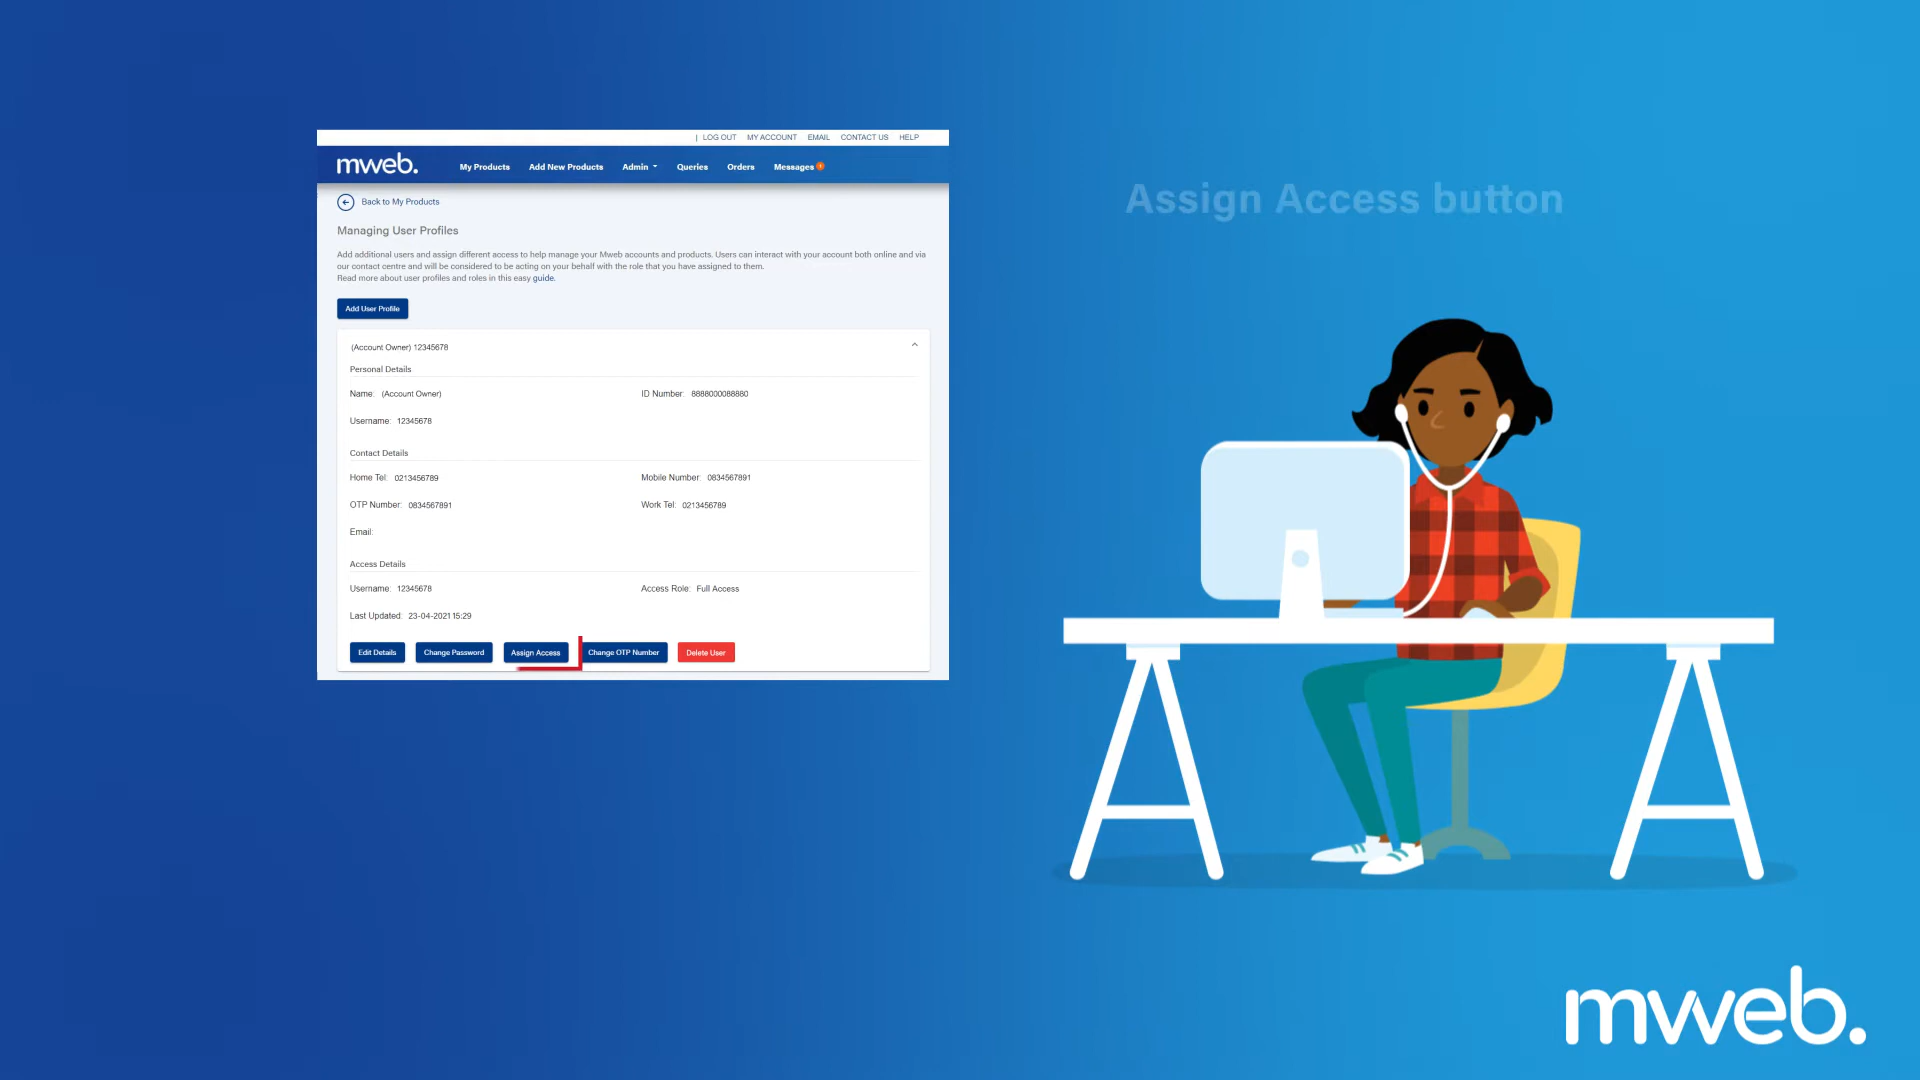 | LOG OUT MY ACCOUNT EMAIL CONTACT US HELP
mweb. My Products Add New Products Admin Queries Orders Messages
Back to My Products
Managing User Profiles
Add additional users and assign different access to help manage your Mweb accounts and products. Users can interact with your account both online and via
our contact centre and will be considered to be acting on your behalf with the role that you have assigned to them.
Read more about user profiles and roles in this easy guide.
Add User Profile
(Account Owner) 12345678
Personal Details
Name: (Account Owner) ID Number: 8888000088880
Username: 12345678
Contact Details
Home Tel: 0213456789 Mobile Number: 0834567891
OTP Number: 0834567891 Work Tel: 0213456789
Email:
Access Details
Username: 12345678 Access Role: Full Access
Last Updated: 23-04-2021 15:29
Edit Details Change Password Assign Access Change OTP Number Delete User
Assign Access button
mweb.